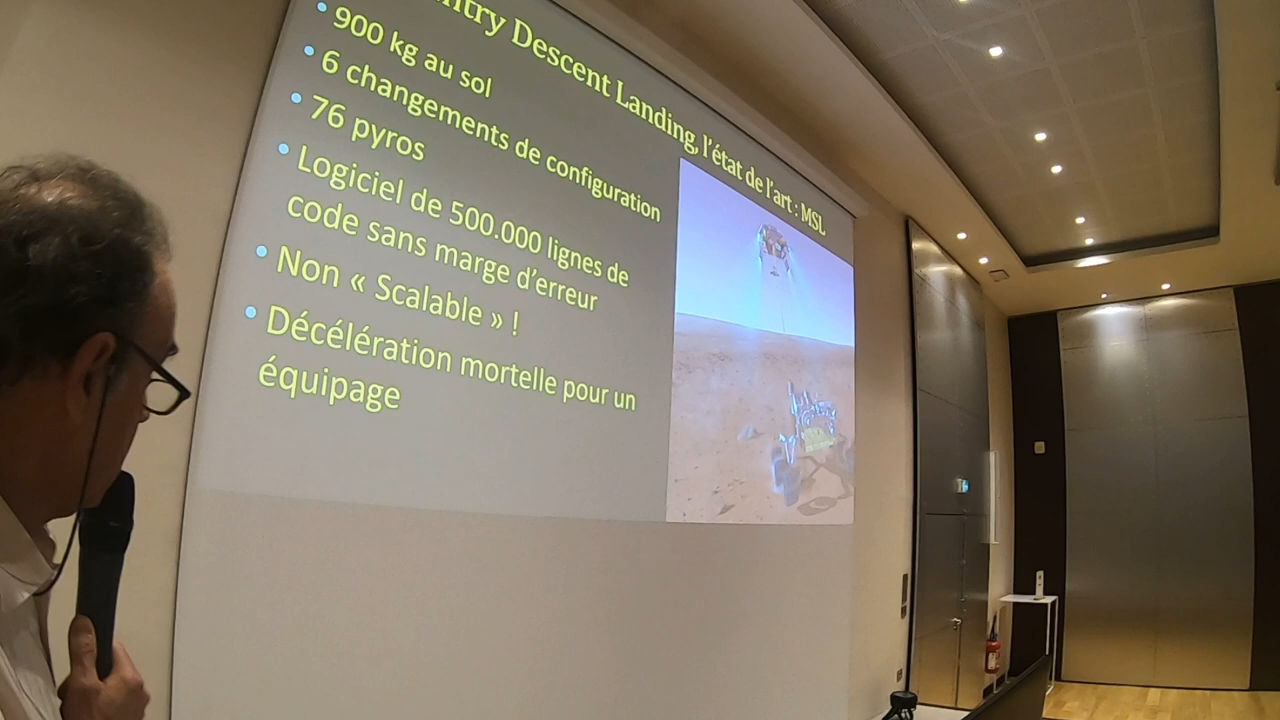 ntry Descent Landing, l'état de l'art : MSL
• 900 kg au sol
• 6 changements de configuration
• 76 pyros
• Logiciel de 500.000 lignes de
code sans marge d'erreur
• Non « Scalable » !
• Décélération mortelle pour un
équipage